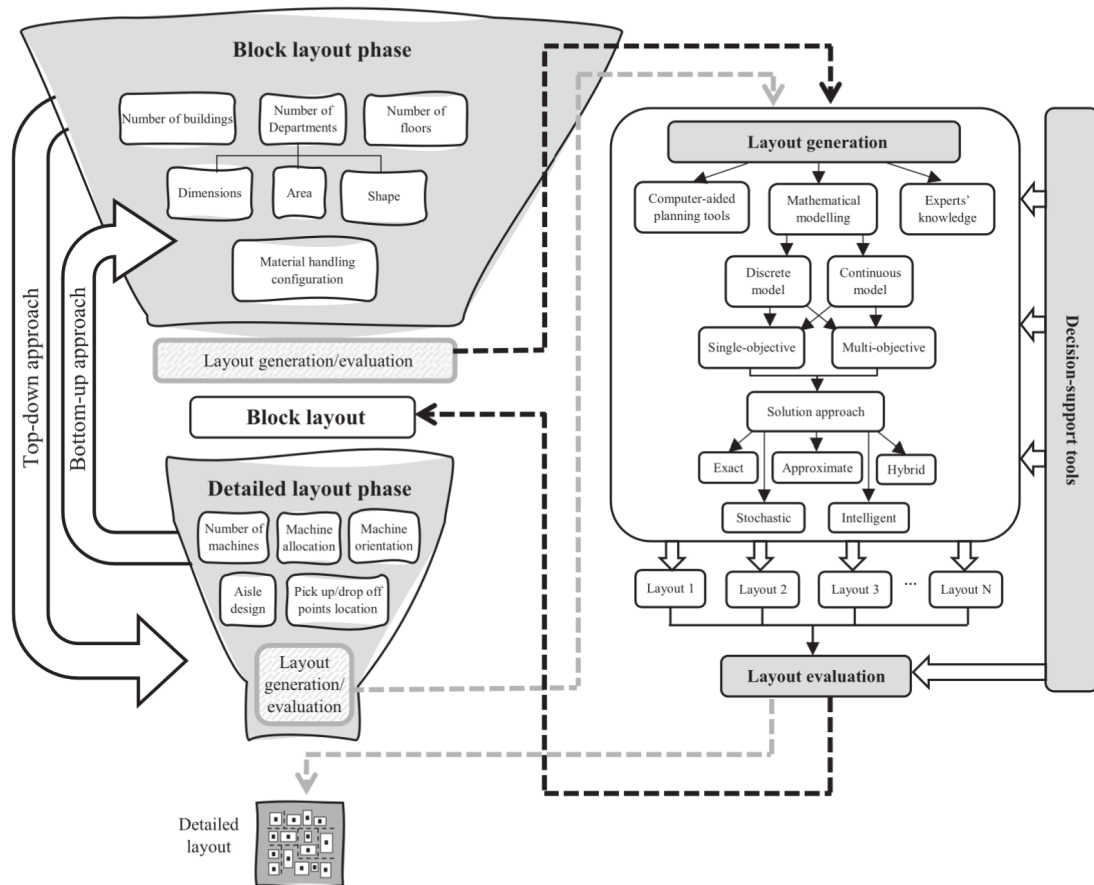 Block layout phase
Number of buildings
Number of
Departments
Number of
floors
Dimensions
Area
Shape
Material handling
configuration
Layout generation/evaluation
Block layout
Top-down approach
Bottom-up approach
Detailed layout phase
Number of
machines
Machine
allocation
Machine
orientation
Aisle
design
Pick up/drop off
points location
Layout
generation/
evaluation
Detailed
layout
Layout generation
Computer-aided
planning tools
Mathematical
modelling
Experts'
knowledge
Discrete
model
Continuous
model
Single-objective
Multi-objective
Solution approach
Exact
Approximate
Hybrid
Stochastic
Intelligent
Layout 1
Layout 2
Layout 3
...
Layout N
Layout evaluation
Decision-support tools